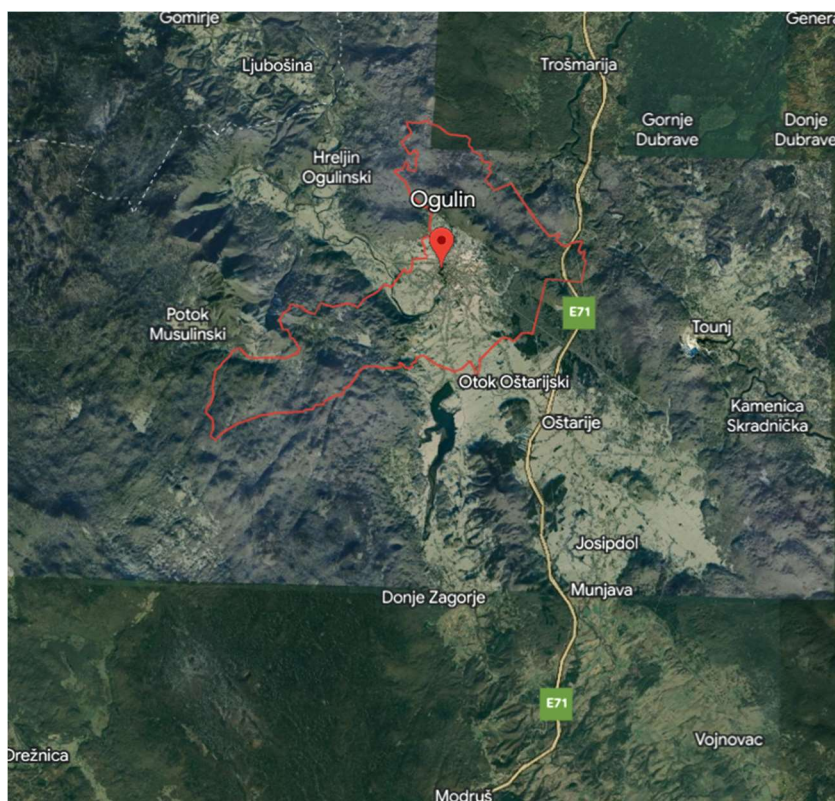 Gomirje
Genera
Ljubošina
Trošmarija
Gornje
Dubrave
Donje
Dubrave
Hreljin
Ogulinski
Ogulin
Potok
Musulinski
E71
Tounj
Otok Oštarijski
Kamenica
Skradnička
Oštarije
Josipdol
Munjava
Donje Zagorje
E71
Vojnovac
Drežnica
Modruš